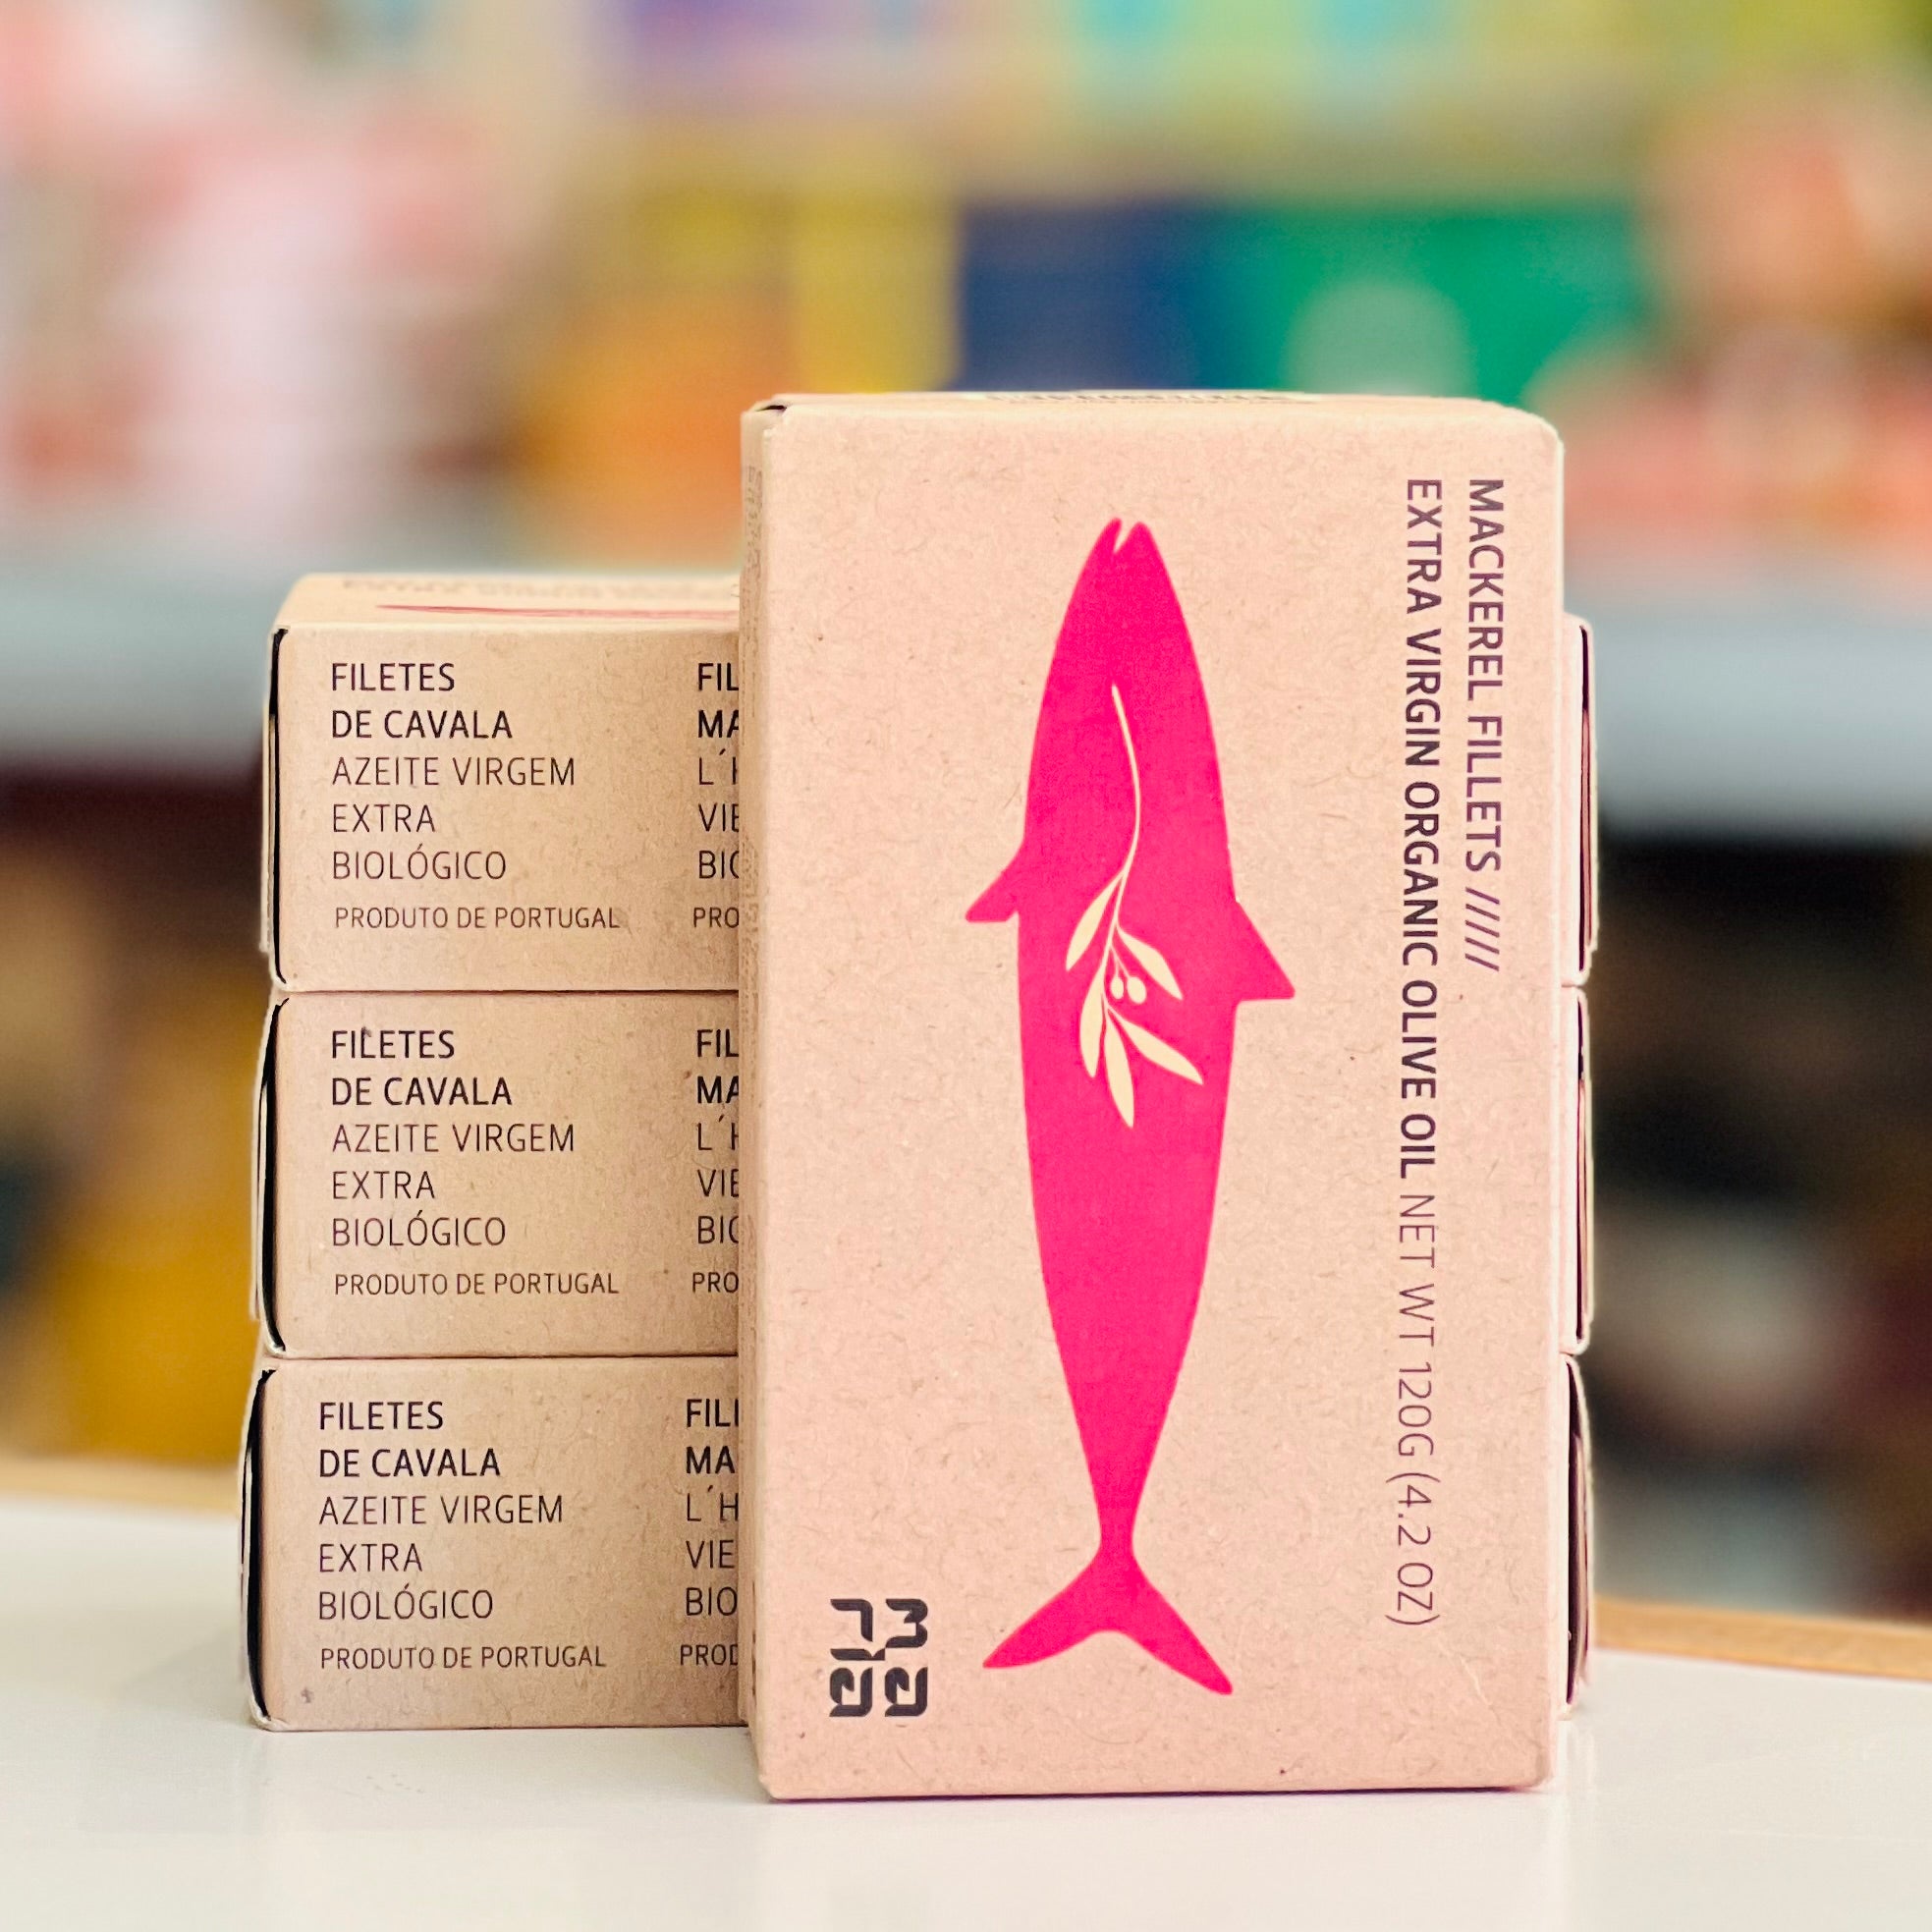 FILETES
DE CAVALA
AZEITE VIRGEM
EXTRA
BIOLÓGICO
PRODUTO DE PORTUGAL
FILETES
DE CAVALA
AZEITE VIRGEM
EXTRA
BIOLÓGICO
PRODUTO DE PORTUGAL
FILETES
DE CAVALA
AZEITE VIRGEM
EXTRA
BIOLÓGICO
PRODUTO DE PORTUGAL
MACKEREL FILLETS /////
EXTRA VIRGIN ORGANIC OLIVE OIL NET WT 120G (4.2 OZ)